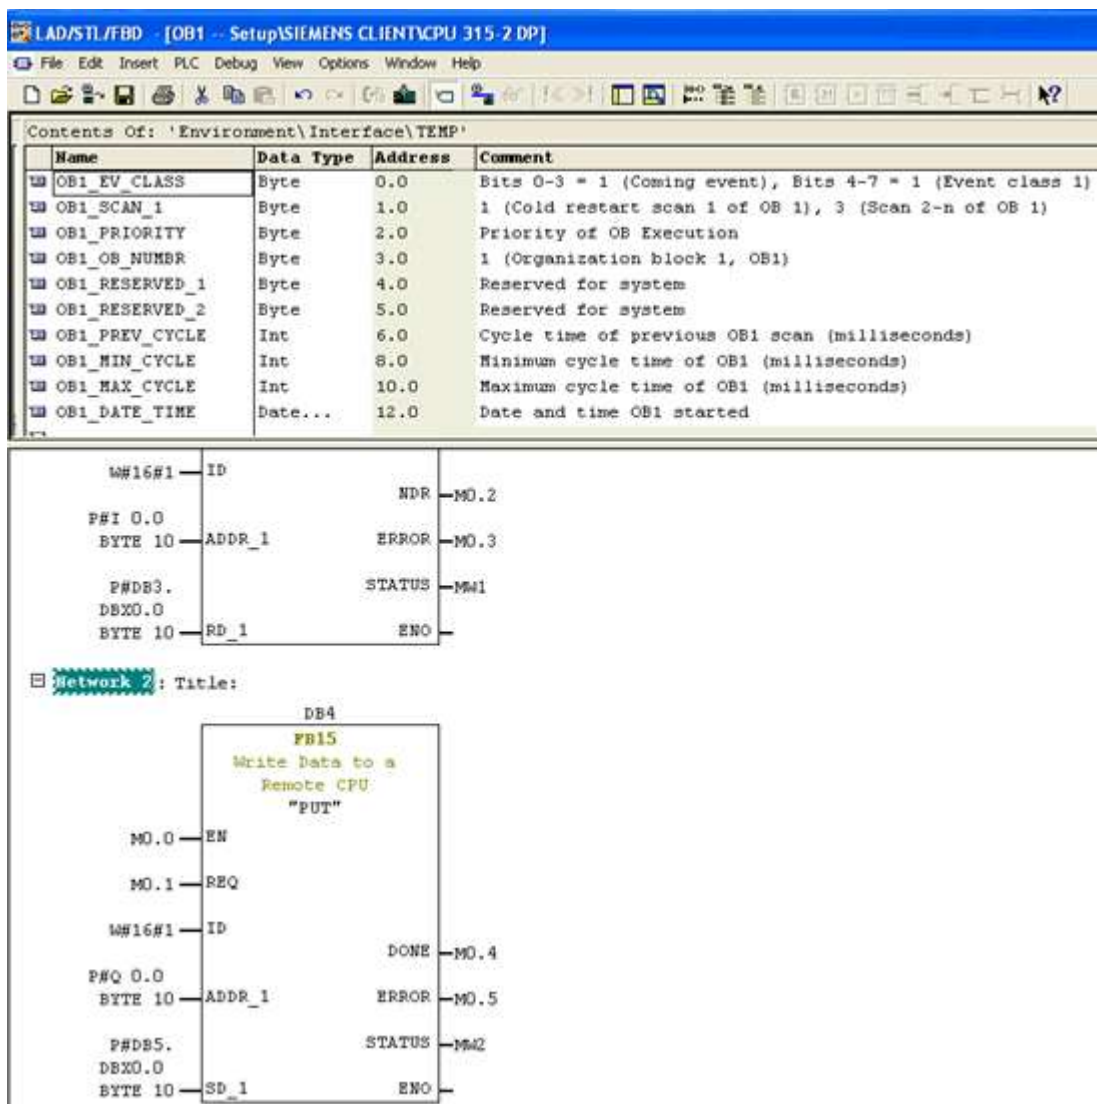 LAD/STL/FBD - [OB1 -- Setup\SIEMENS CLIENT\CPU 315-2 DP]
File Edit Insert PLC Debug View Options Window Help
Contents Of: 'Environment\Interface\TEMP'
Name Data Type Address Comment
OB1_EV_CLASS Byte 0.0 Bits 0-3 = 1 (Coming event), Bits 4-7 = 1 (Event class 1)
OB1_SCAN_1 Byte 1.0 1 (Cold restart scan 1 of OB 1), 3 (Scan 2-n of OB 1)
OB1_PRIORITY Byte 2.0 Priority of OB Execution
OB1_OB_NUMBR Byte 3.0 1 (Organization block 1, OB1)
OB1_RESERVED_1 Byte 4.0 Reserved for system
OB1_RESERVED_2 Byte 5.0 Reserved for system
OB1_PREV_CYCLE Int 6.0 Cycle time of previous OB1 scan (milliseconds)
OB1_MIN_CYCLE Int 8.0 Minimum cycle time of OB1 (milliseconds)
OB1_MAX_CYCLE Int 10.0 Maximum cycle time of OB1 (milliseconds)
OB1_DATE_TIME Date... 12.0 Date and time OB1 started
W#16#1 ID
NDR M0.2
P#I 0.0
BYTE 10 ADDR_1 ERROR M0.3
P#DB3. STATUS MW1
DBX0.0
BYTE 10 RD_1 ENO
Network 2: Title:
DB4
FB15
Write Data to a
Remote CPU
"PUT"
M0.0 EN
M0.1 REQ
W#16#1 ID
DONE M0.4
P#Q 0.0
BYTE 10 ADDR_1 ERROR M0.5
P#DB5. STATUS MW2
DBX0.0
BYTE 10 SD_1 ENO